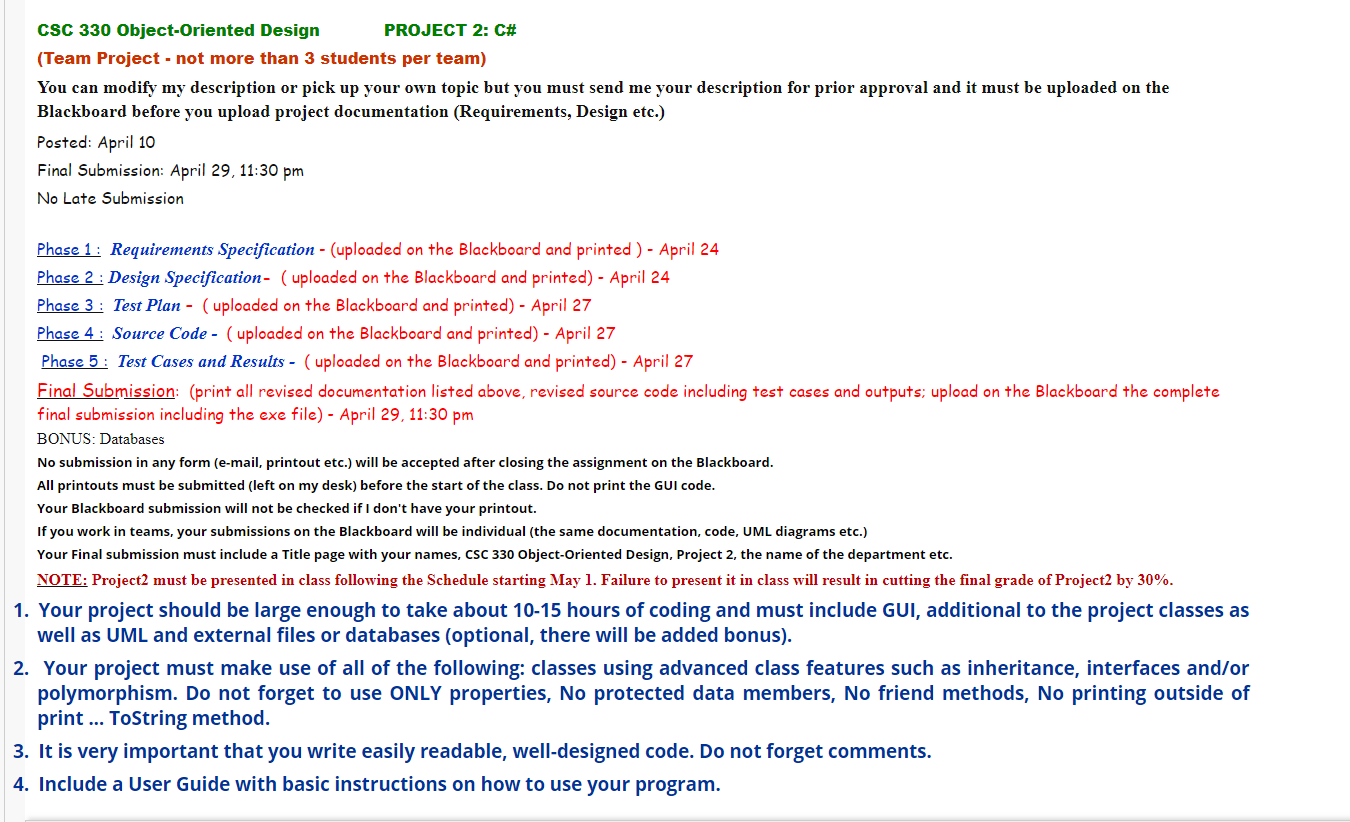 CSC 330 Object-Oriented Design PROJECT 2: C#
(Team Project - not more than 3 students per team)
You can modify my description or pick up your own topic but you must send me your description for prior approval and it must be uploaded on the
Blackboard before you upload project documentation (Requirements, Design etc.)
Posted: April 10
Final Submission: April 29, 11:30 pm
No Late Submission
Phase 1 : Requirements Specification - (uploaded on the Blackboard and printed ) - April 24
Phase 2 : Design Specification- ( uploaded on the Blackboard and printed) - April 24
Phase 3 : Test Plan - ( uploaded on the Blackboard and printed) - April 27
Phase 4 : Source Code - ( uploaded on the Blackboard and printed) - April 27
Phase 5 : Test Cases and Results - ( uploaded on the Blackboard and printed) - April 27
Final Submission: (print all revised documentation listed above, revised source code including test cases and outputs; upload on the Blackboard the complete
final submission including the exe file) - April 29, 11:30 pm
BONUS: Databases
No submission in any form (e-mail, printout etc.) will be accepted after closing the assignment on the Blackboard.
All printouts must be submitted (left on my desk) before the start of the class. Do not print the GUI code.
Your Blackboard submission will not be checked if I don't have your printout.
If you work in teams, your submissions on the Blackboard will be individual (the same documentation, code, UML diagrams etc.)
Your Final submission must include a Title page with your names, CSC 330 Object-Oriented Design, Project 2, the name of the department etc.
NOTE: Project2 must be presented in class following the Schedule starting May 1. Failure to present it in class will result in cutting the final grade of Project2 by 30%.
1. Your project should be large enough to take about 10-15 hours of coding and must include GUI, additional to the project classes as
well as UML and external files or databases (optional, there will be added bonus).
2. Your project must make use of all of the following: classes using advanced class features such as inheritance, interfaces and/or
polymorphism. Do not forget to use ONLY properties, No protected data members, No friend methods, No printing outside of
print ... ToString method.
3. It is very important that you write easily readable, well-designed code. Do not forget comments.
4. Include a User Guide with basic instructions on how to use your program.